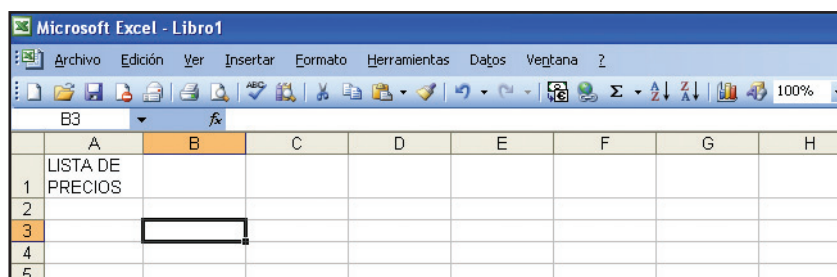 Microsoft Excel - Libro1
Archivo Edición Ver Insertar Formato Herramientas Datos Ventana ?
ABC Σ A Z Z A 100%
B3 fx
A B C D E F G H
LISTA DE
1 PRECIOS
2
3
4
5